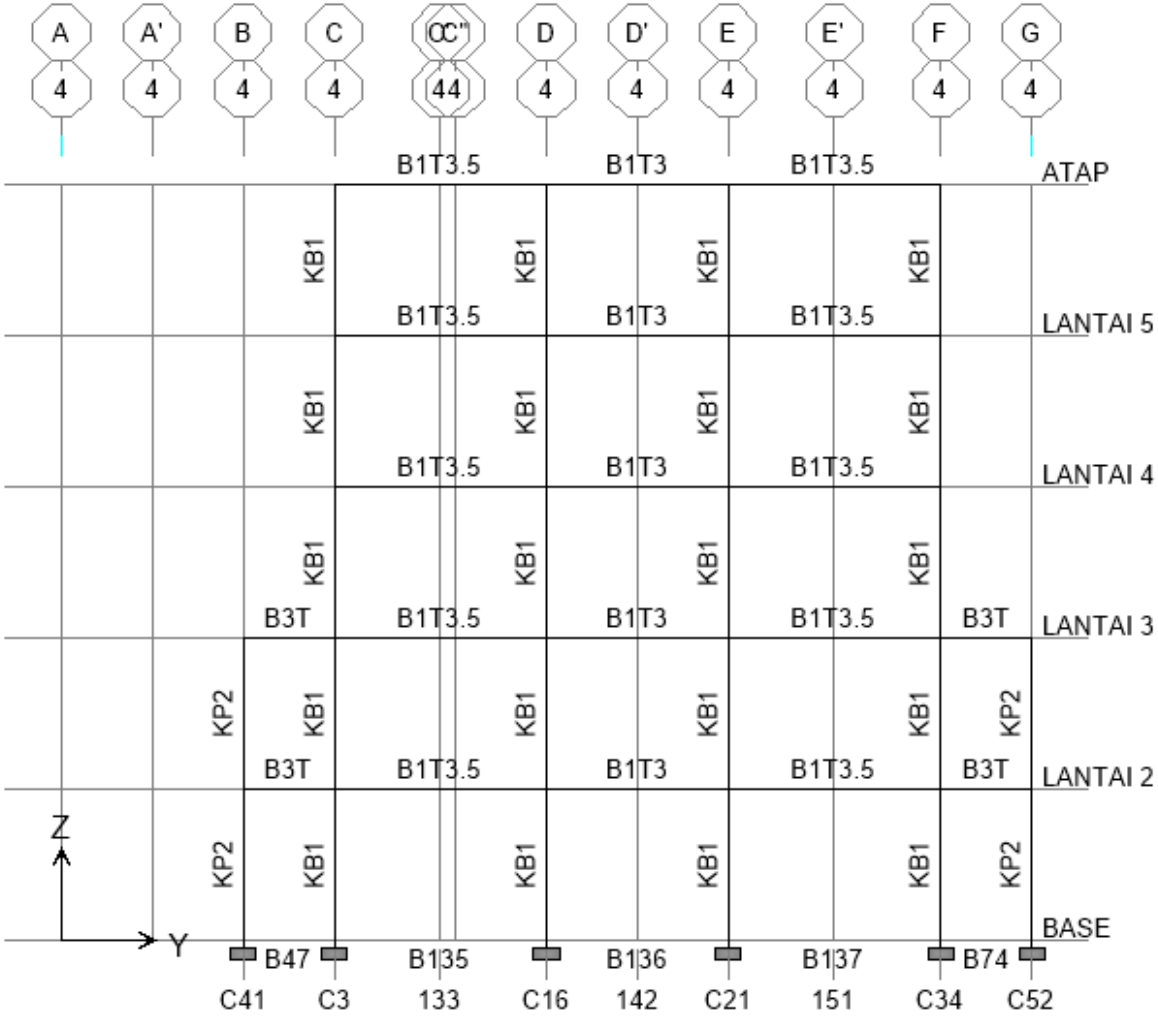 A A' B C C' C" D D' E E' F G
4 4 4 4 4 4 4 4 4 4 4 4
B1T3.5 B1T3 B1T3.5 ATAP
KB1 KB1 KB1 KB1
B1T3.5 B1T3 B1T3.5 LANTAI 5
KB1 KB1 KB1 KB1
B1T3.5 B1T3 B1T3.5 LANTAI 4
KB1 KB1 KB1 KB1
B3T B1T3.5 B1T3 B1T3.5 B3T LANTAI 3
KP2 KB1 KB1 KB1 KB1 KP2
B3T B1T3.5 B1T3 B1T3.5 B3T LANTAI 2
Z
KP2 KB1 KB1 KB1 KB1 KP2
BASE
Y
B47 B135 B136 B137 B74
C41 C3 133 C16 142 C21 151 C34 C52